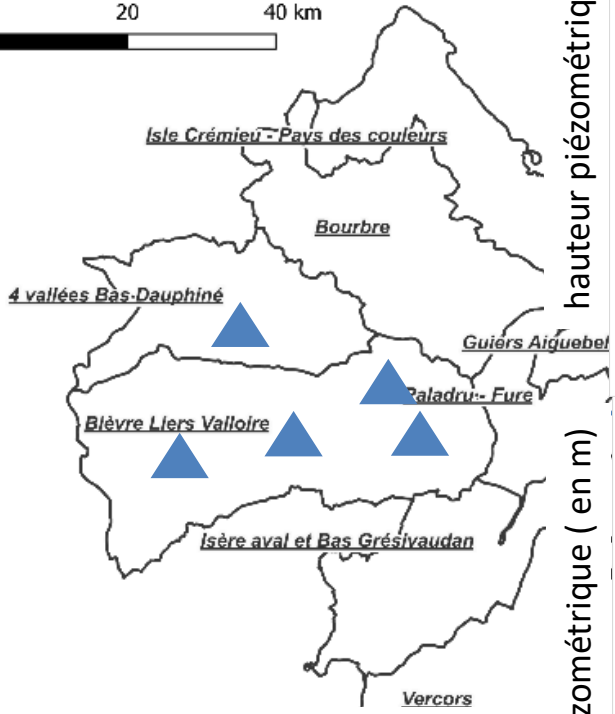 20
40 km
Isle Crémieu - Pays des couleurs
Bourbre
4 vallées Bas-Dauphiné
Guiers Aiguebel
Paladru - Fure
Bièvre Liers Valloire
Isère aval et Bas Grésivaudan
Vercors
hauteur piézométriq
zométrique ( en m)